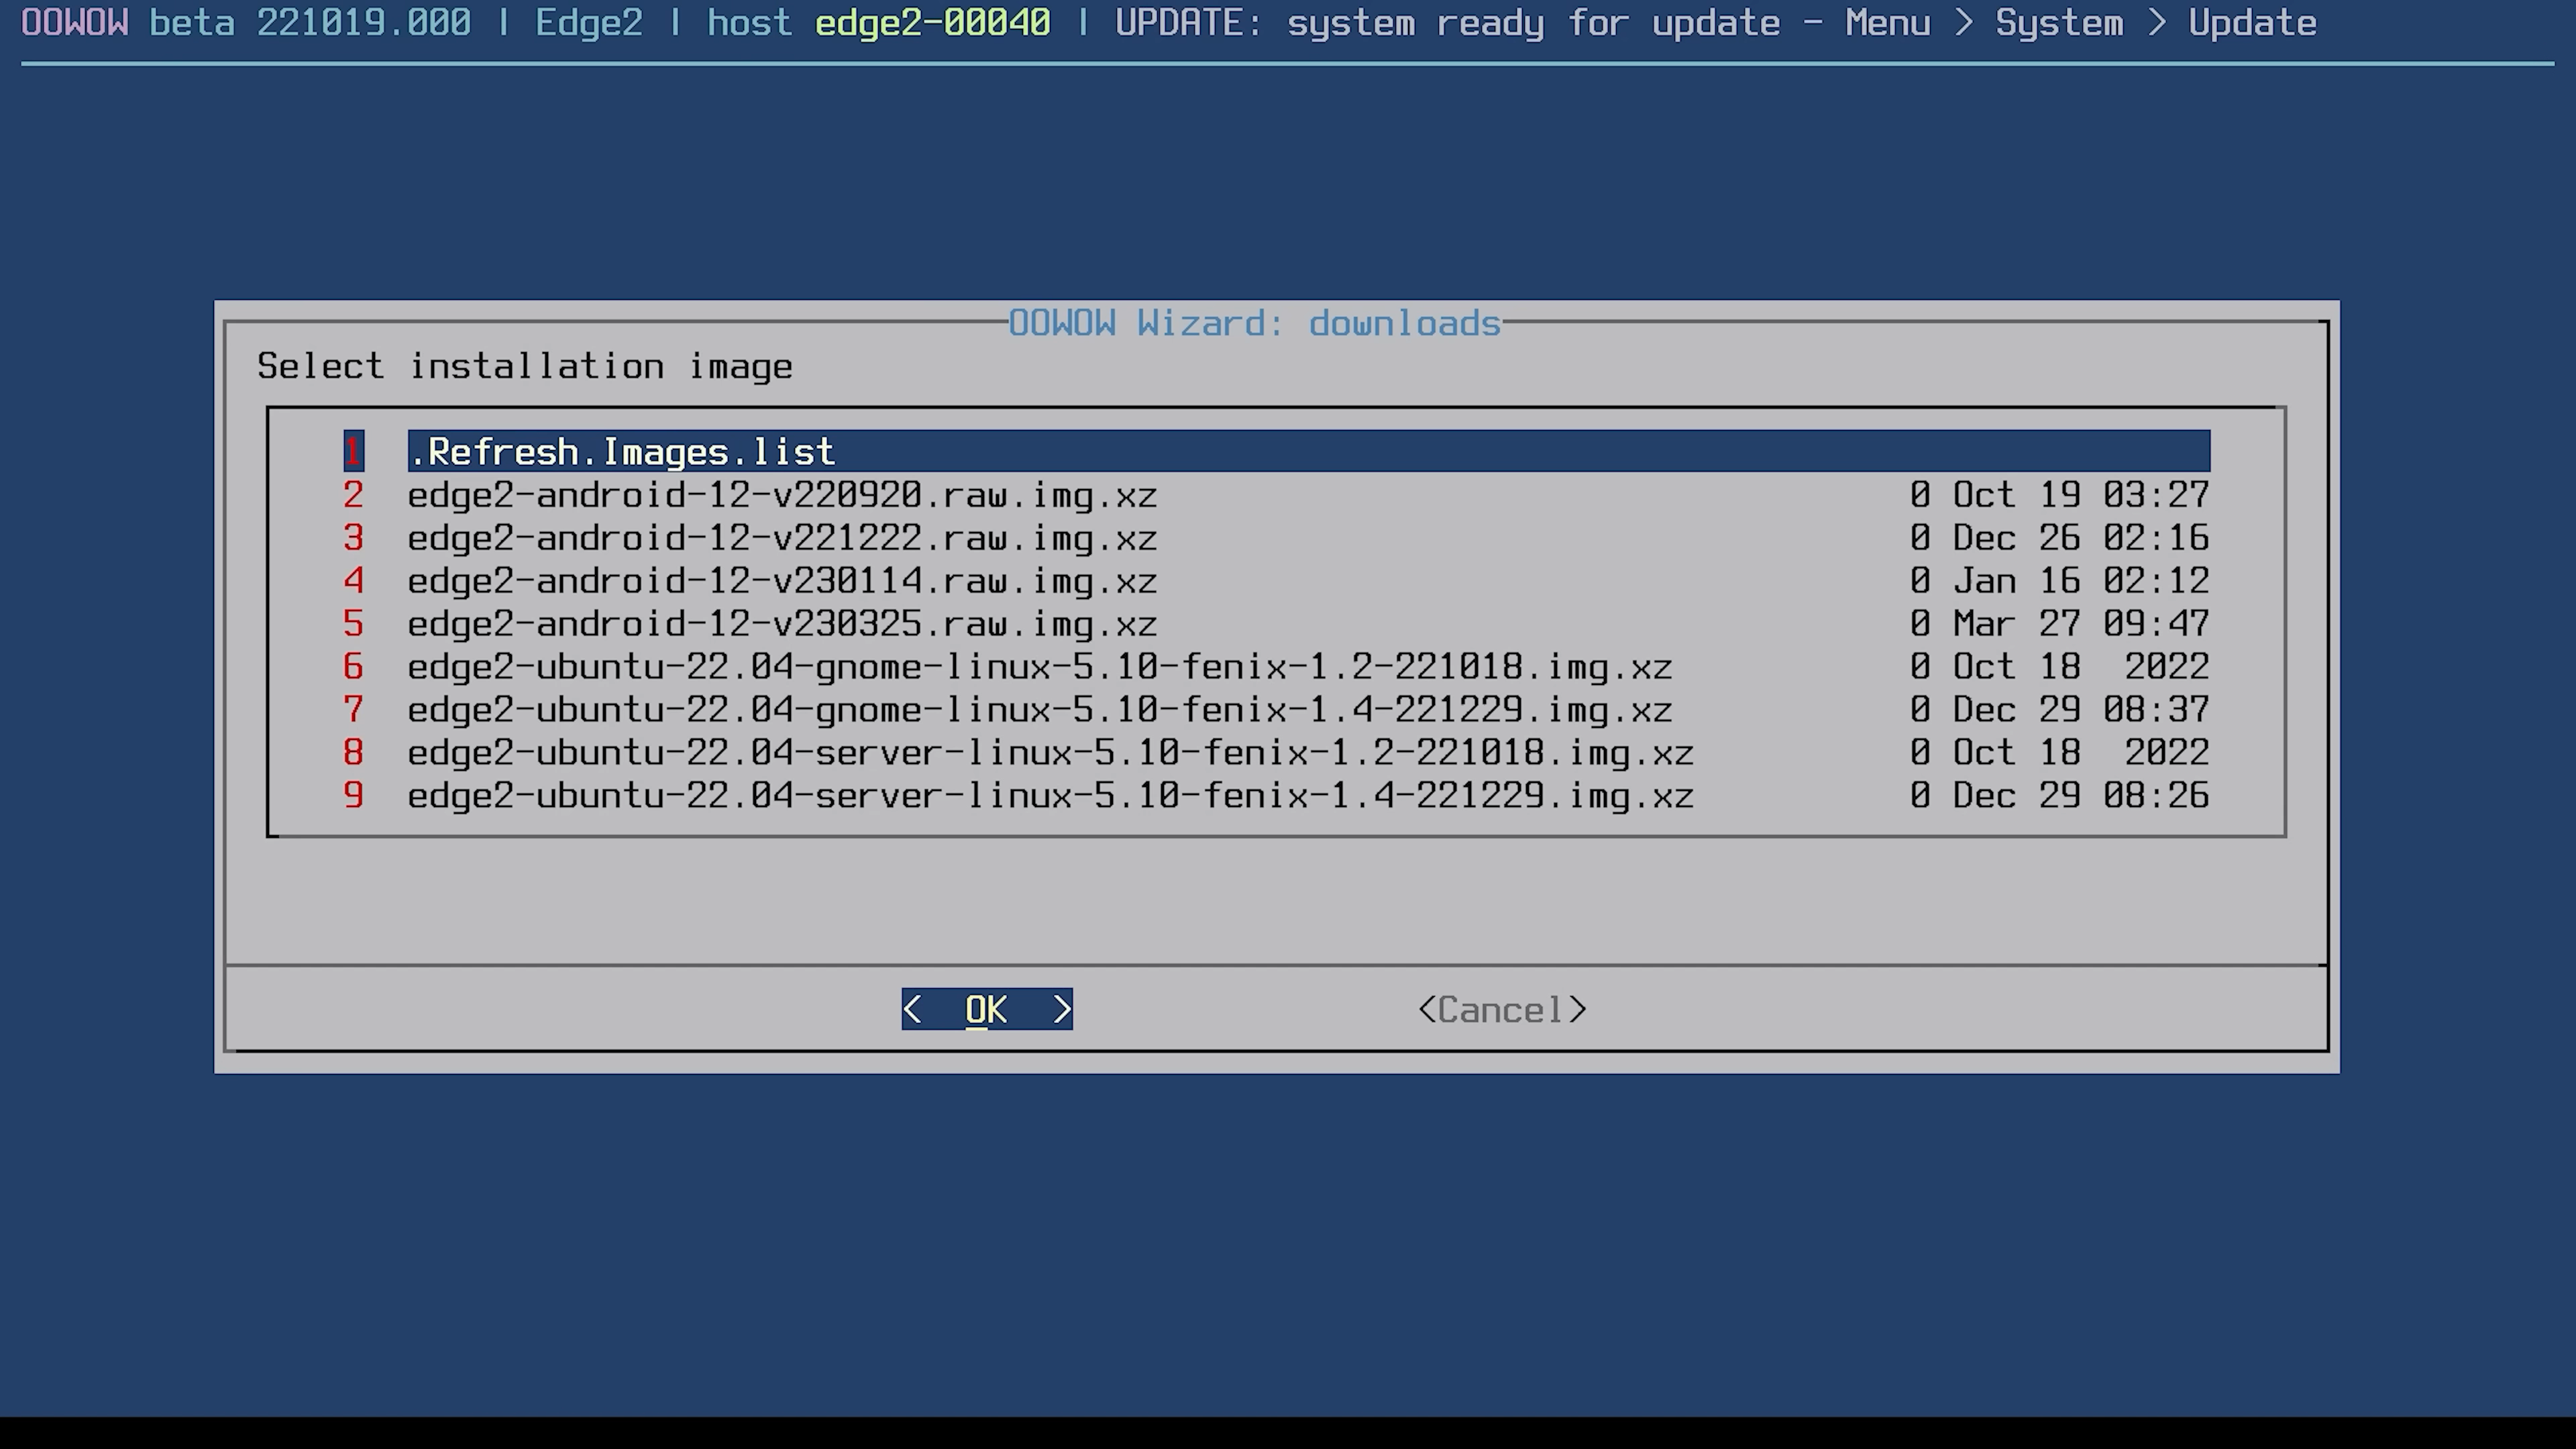 OOWOW beta 221019.000 | Edge2 | host edge2-00040 | UPDATE: system ready for update - Menu > System > Update
OOWOW Wizard: downloads
Select installation image
1 .Refresh.Images.list
2 edge2-android-12-v220920.raw.img.xz 0 Oct 19 03:27
3 edge2-android-12-v221222.raw.img.xz 0 Dec 26 02:16
4 edge2-android-12-v230114.raw.img.xz 0 Jan 16 02:12
5 edge2-android-12-v230325.raw.img.xz 0 Mar 27 09:47
6 edge2-ubuntu-22.04-gnome-linux-5.10-fenix-1.2-221018.img.xz 0 Oct 18 2022
7 edge2-ubuntu-22.04-gnome-linux-5.10-fenix-1.4-221229.img.xz 0 Dec 29 08:37
8 edge2-ubuntu-22.04-server-linux-5.10-fenix-1.2-221018.img.xz 0 Oct 18 2022
9 edge2-ubuntu-22.04-server-linux-5.10-fenix-1.4-221229.img.xz 0 Dec 29 08:26
< OK > <Cancel>